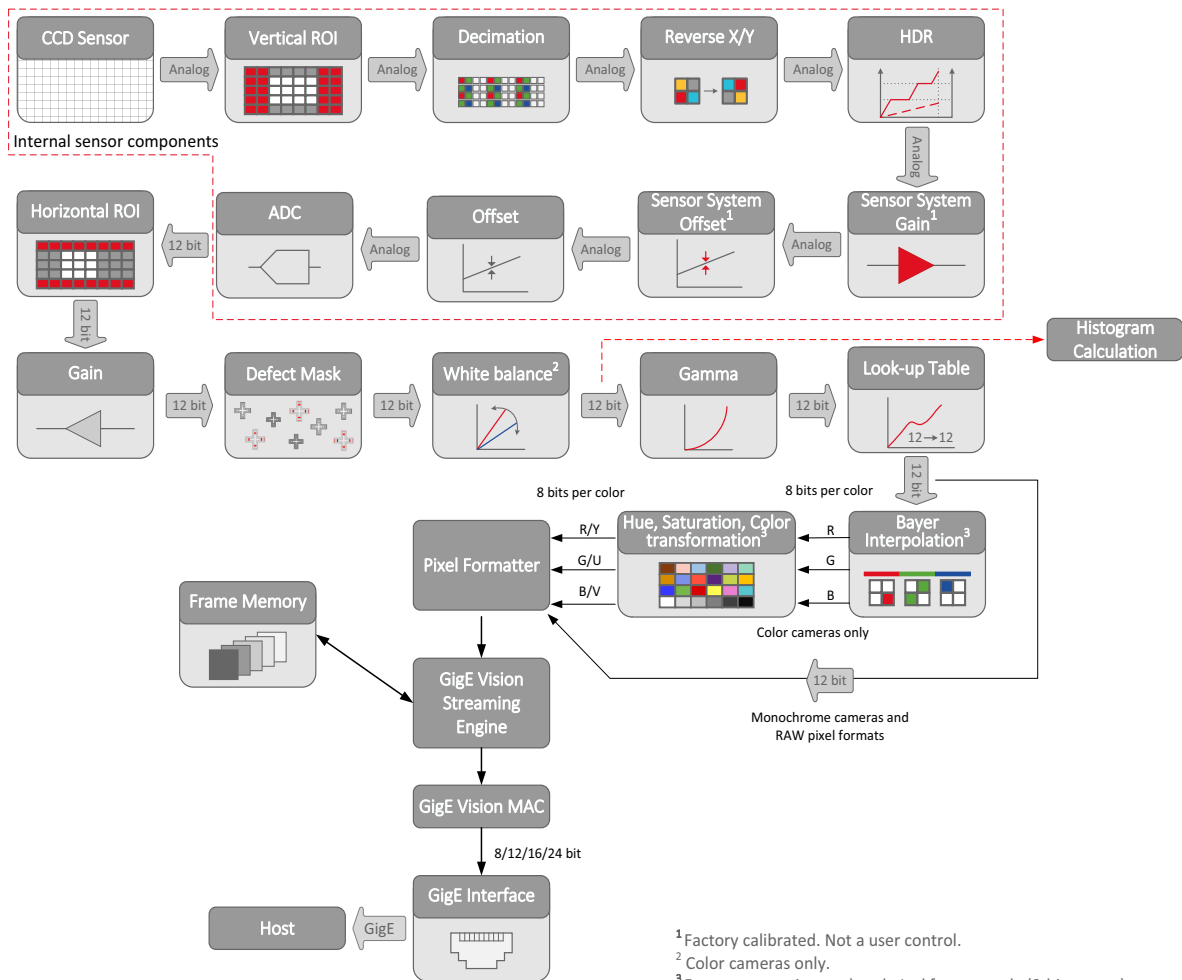 CCD Sensor
Analog
Vertical ROI
Analog
Decimation
Analog
Reverse X/Y
Analog
HDR
Internal sensor components
Analog
Horizontal ROI
12 bit
ADC
Analog
Offset
Analog
Sensor System
Offset1
Analog
Sensor System
Gain1
12 bit
Histogram
Calculation
Gain
12 bit
Defect Mask
12 bit
White balance2
12 bit
Gamma
12 bit
Look-up Table
12→12
12 bit
8 bits per color
8 bits per color
Pixel Formatter
R/Y
G/U
B/V
Hue, Saturation, Color
transformation3
R
G
B
Bayer
Interpolation3
Color cameras only
Frame Memory
GigE Vision
Streaming
Engine
12 bit
Monochrome cameras and
RAW pixel formats
GigE Vision MAC
8/12/16/24 bit
GigE Interface
Host
GigE
1 Factory calibrated. Not a user control.
2 Color cameras only.